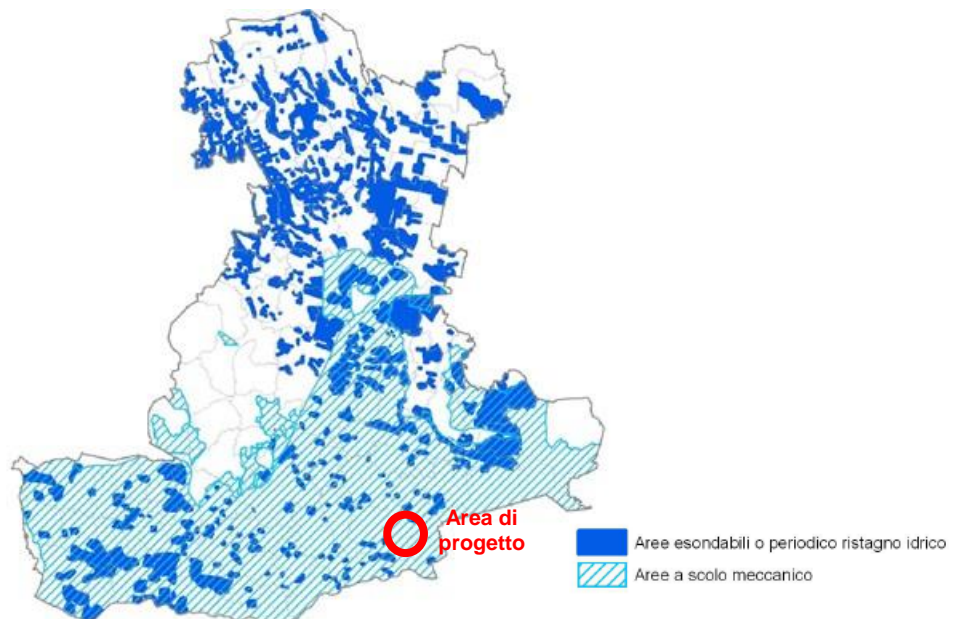 Area di
progetto
Aree esondabili o periodico ristagno idrico
Aree a scolo meccanico